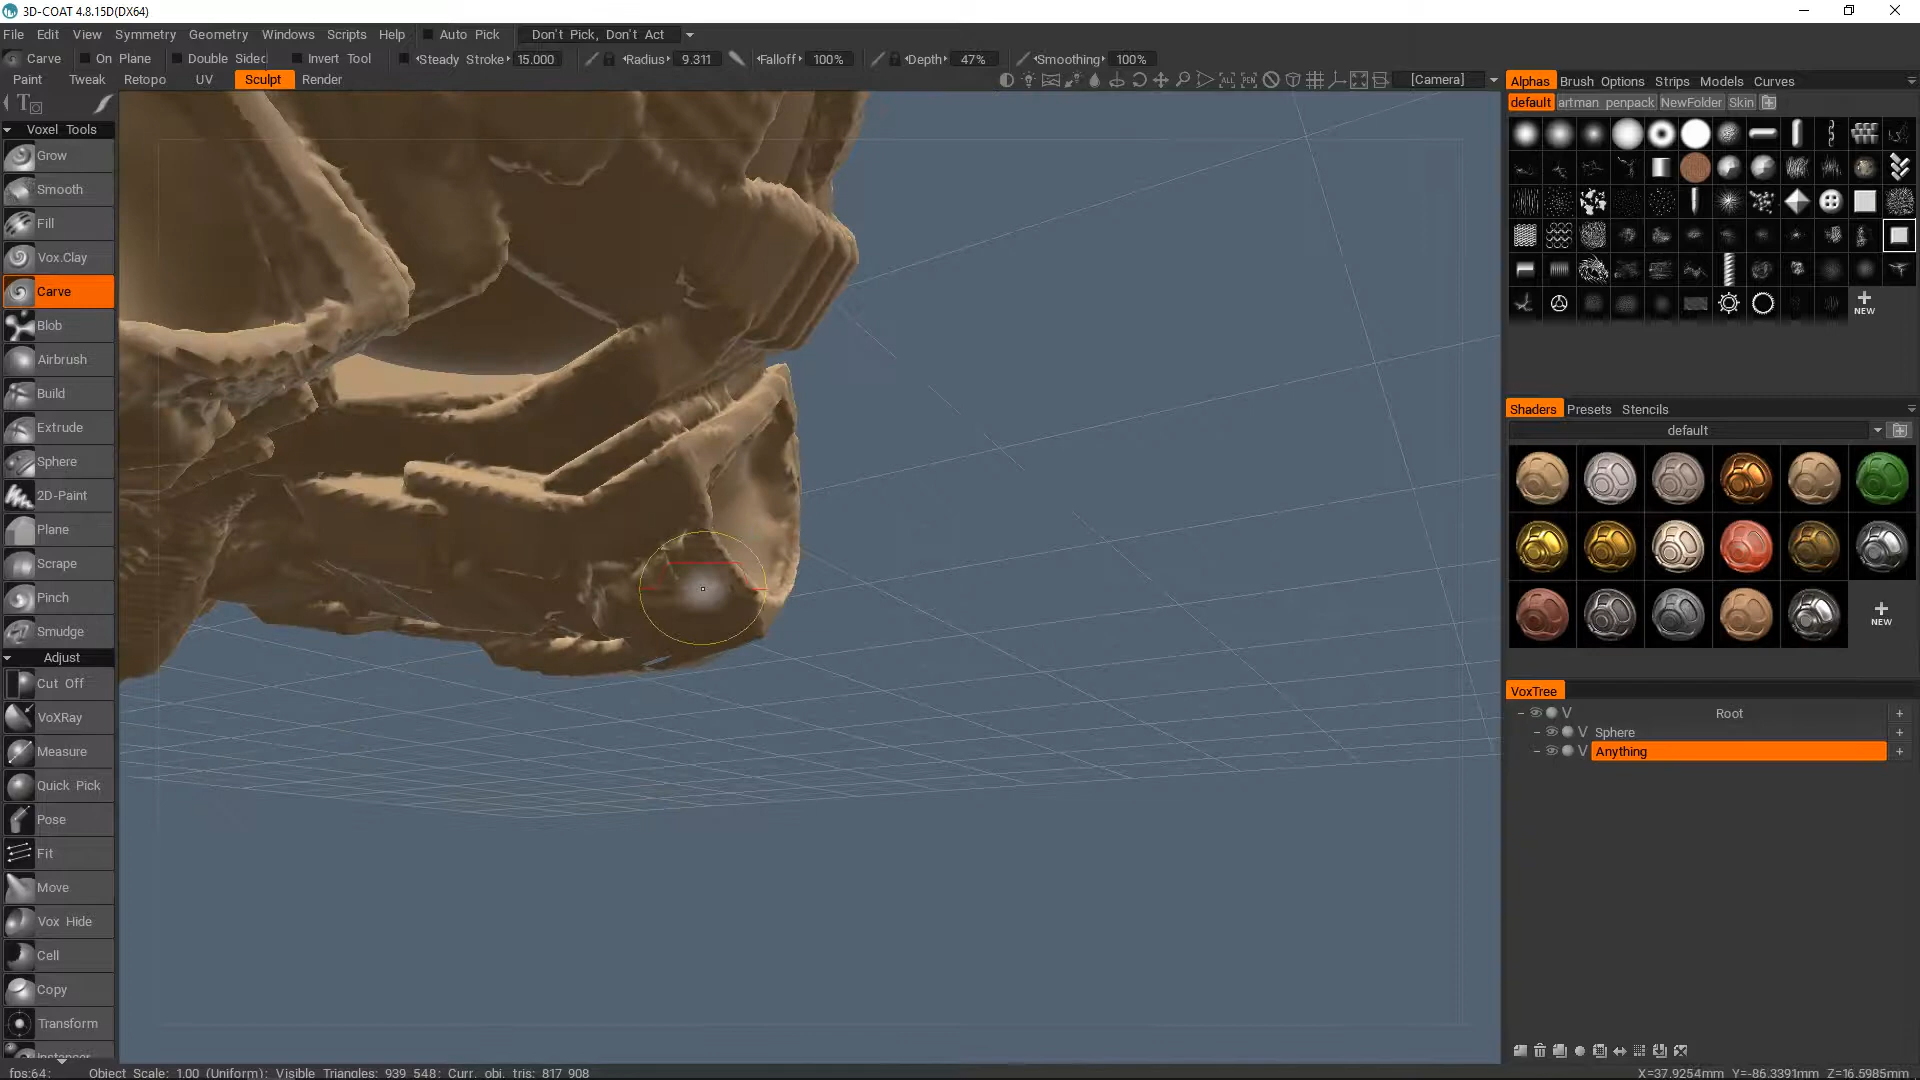 3D-COAT 4.8.15D(DX64)
File Edit View Symmetry Geometry Windows Scripts Help Auto Pick Don't Pick, Don't Act
Carve On Plane Double Sided Invert Tool Steady Stroke 15.000 Radius 9.311 Falloff 100% Depth 47% Smoothing 100%
Paint Tweak Retopo UV Sculpt Render
[Camera]
Alphas Brush Options Strips Models Curves
default artman penpack NewFolder Skin
Voxel Tools
Grow
Smooth
Fill
Vox.Clay
Carve
Blob
Airbrush
Build
Extrude
Sphere
2D-Paint
Plane
Scrape
Pinch
Smudge
Adjust
Cut Off
VoXRay
Measure
Quick Pick
Pose
Fit
Move
Vox Hide
Cell
Copy
Transform
NEW
Shaders Presets Stencils
default
NEW
VoxTree
V Root +
V Sphere +
V Anything +
fps:64; Object Scale: 1.00 (Uniform); Visible Triangles: 939 548; Curr. obj. tris: 817 908
X=37.9254mm Y=-86.3391mm Z=16.5985mm